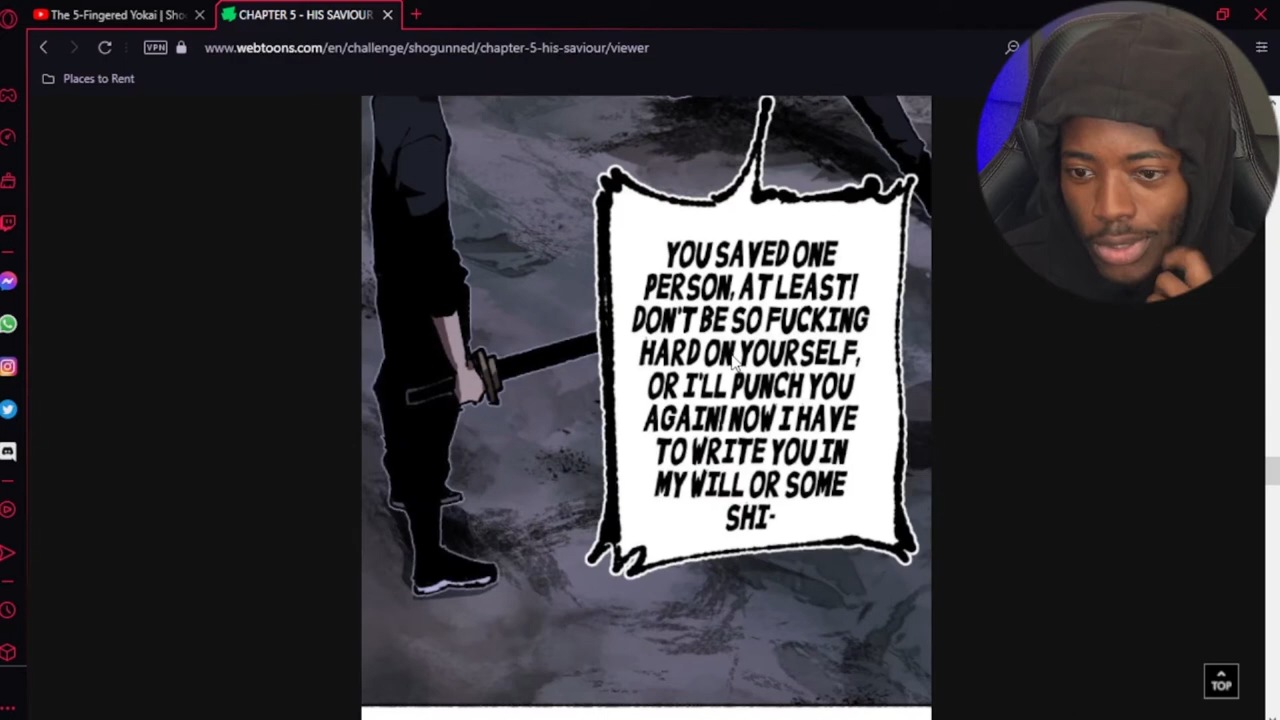 The 5-Fingered Yokai | Sho
CHAPTER 5 - HIS SAVIOUR
VPN
www.webtoons.com/en/challenge/shogunned/chapter-5-his-saviour/viewer
Places to Rent
YOU SAVED ONE
PERSON, AT LEAST!
DON'T BE SO FUCKING
HARD ON YOURSELF,
OR I'LL PUNCH YOU
AGAIN! NOW I HAVE
TO WRITE YOU IN
MY WILL OR SOME
SHI-
TOP